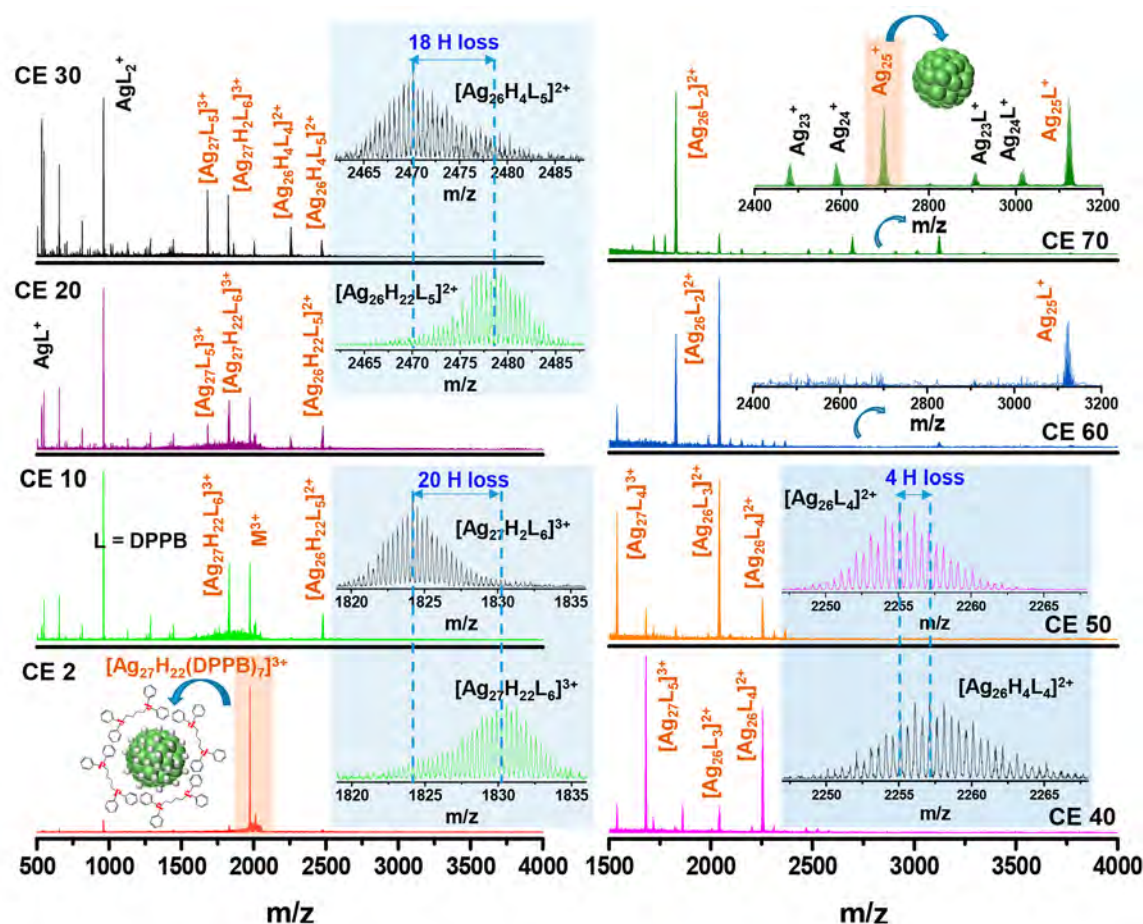 CE 30
AgL₂⁺
[Ag₂₇L₅]³⁺
[Ag₂₇H₂L₆]³⁺
[Ag₂₆H₄L₄]²⁺
[Ag₂₆H₄L₅]²⁺
18 H loss
[Ag₂₆H₄L₅]²⁺
2465 2470 2475 2480 2485
m/z
CE 20
AgL⁺
[Ag₂₇L₅]³⁺
[Ag₂₇H₂₂L₆]³⁺
[Ag₂₆H₂₂L₅]²⁺
[Ag₂₆H₂₂L₅]²⁺
2465 2470 2475 2480 2485
m/z
CE 10
L = DPPB
[Ag₂₇H₂₂L₆]³⁺
M³⁺
[Ag₂₆H₂₂L₅]²⁺
20 H loss
[Ag₂₇H₂L₆]³⁺
1820 1825 1830 1835
m/z
CE 2
[Ag₂₇H₂₂(DPPB)₇]³⁺
[Ag₂₇H₂₂L₆]³⁺
1820 1825 1830 1835
m/z
500 1000 1500 2000 2500 3000 3500 4000
m/z
[Ag₂₆L₂]²⁺
Ag₂₃⁺
Ag₂₄⁺
Ag₂₅⁺
Ag₂₃L⁺
Ag₂₄L⁺
Ag₂₅L⁺
2400 2600 2800 3000 3200
m/z
CE 70
[Ag₂₆L₂]²⁺
Ag₂₅L⁺
2400 2600 2800 3000 3200
m/z
CE 60
[Ag₂₇L₄]³⁺
[Ag₂₆L₃]²⁺
[Ag₂₆L₄]²⁺
4 H loss
[Ag₂₆L₄]²⁺
2250 2255 2260 2265
m/z
CE 50
[Ag₂₇L₅]³⁺
[Ag₂₆L₃]²⁺
[Ag₂₆L₄]²⁺
[Ag₂₆H₄L₄]²⁺
2250 2255 2260 2265
m/z
CE 40
1500 2000 2500 3000 3500 4000
m/z